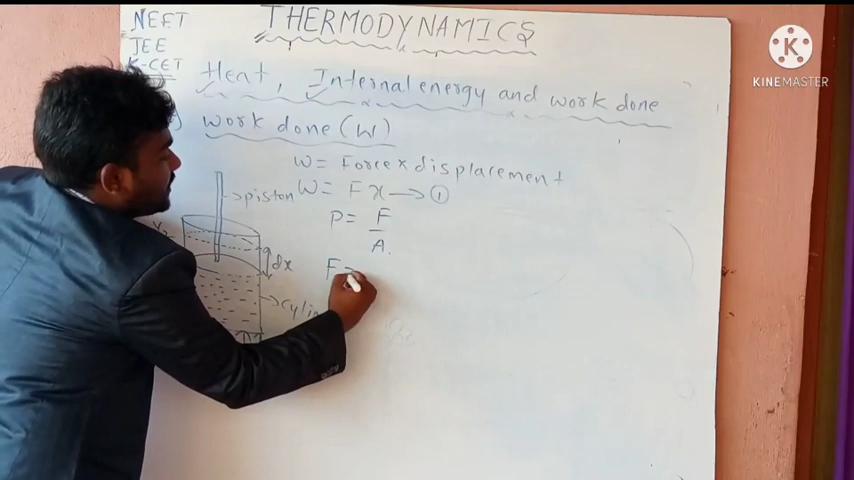 NEET
JEE
K-CET
THERMODYNAMICS
KINEMASTER
Heat, Internal energy and work done
work done (W)
W = Force x displacement
W = F x → ①
piston
P = F
A.
dx
F =